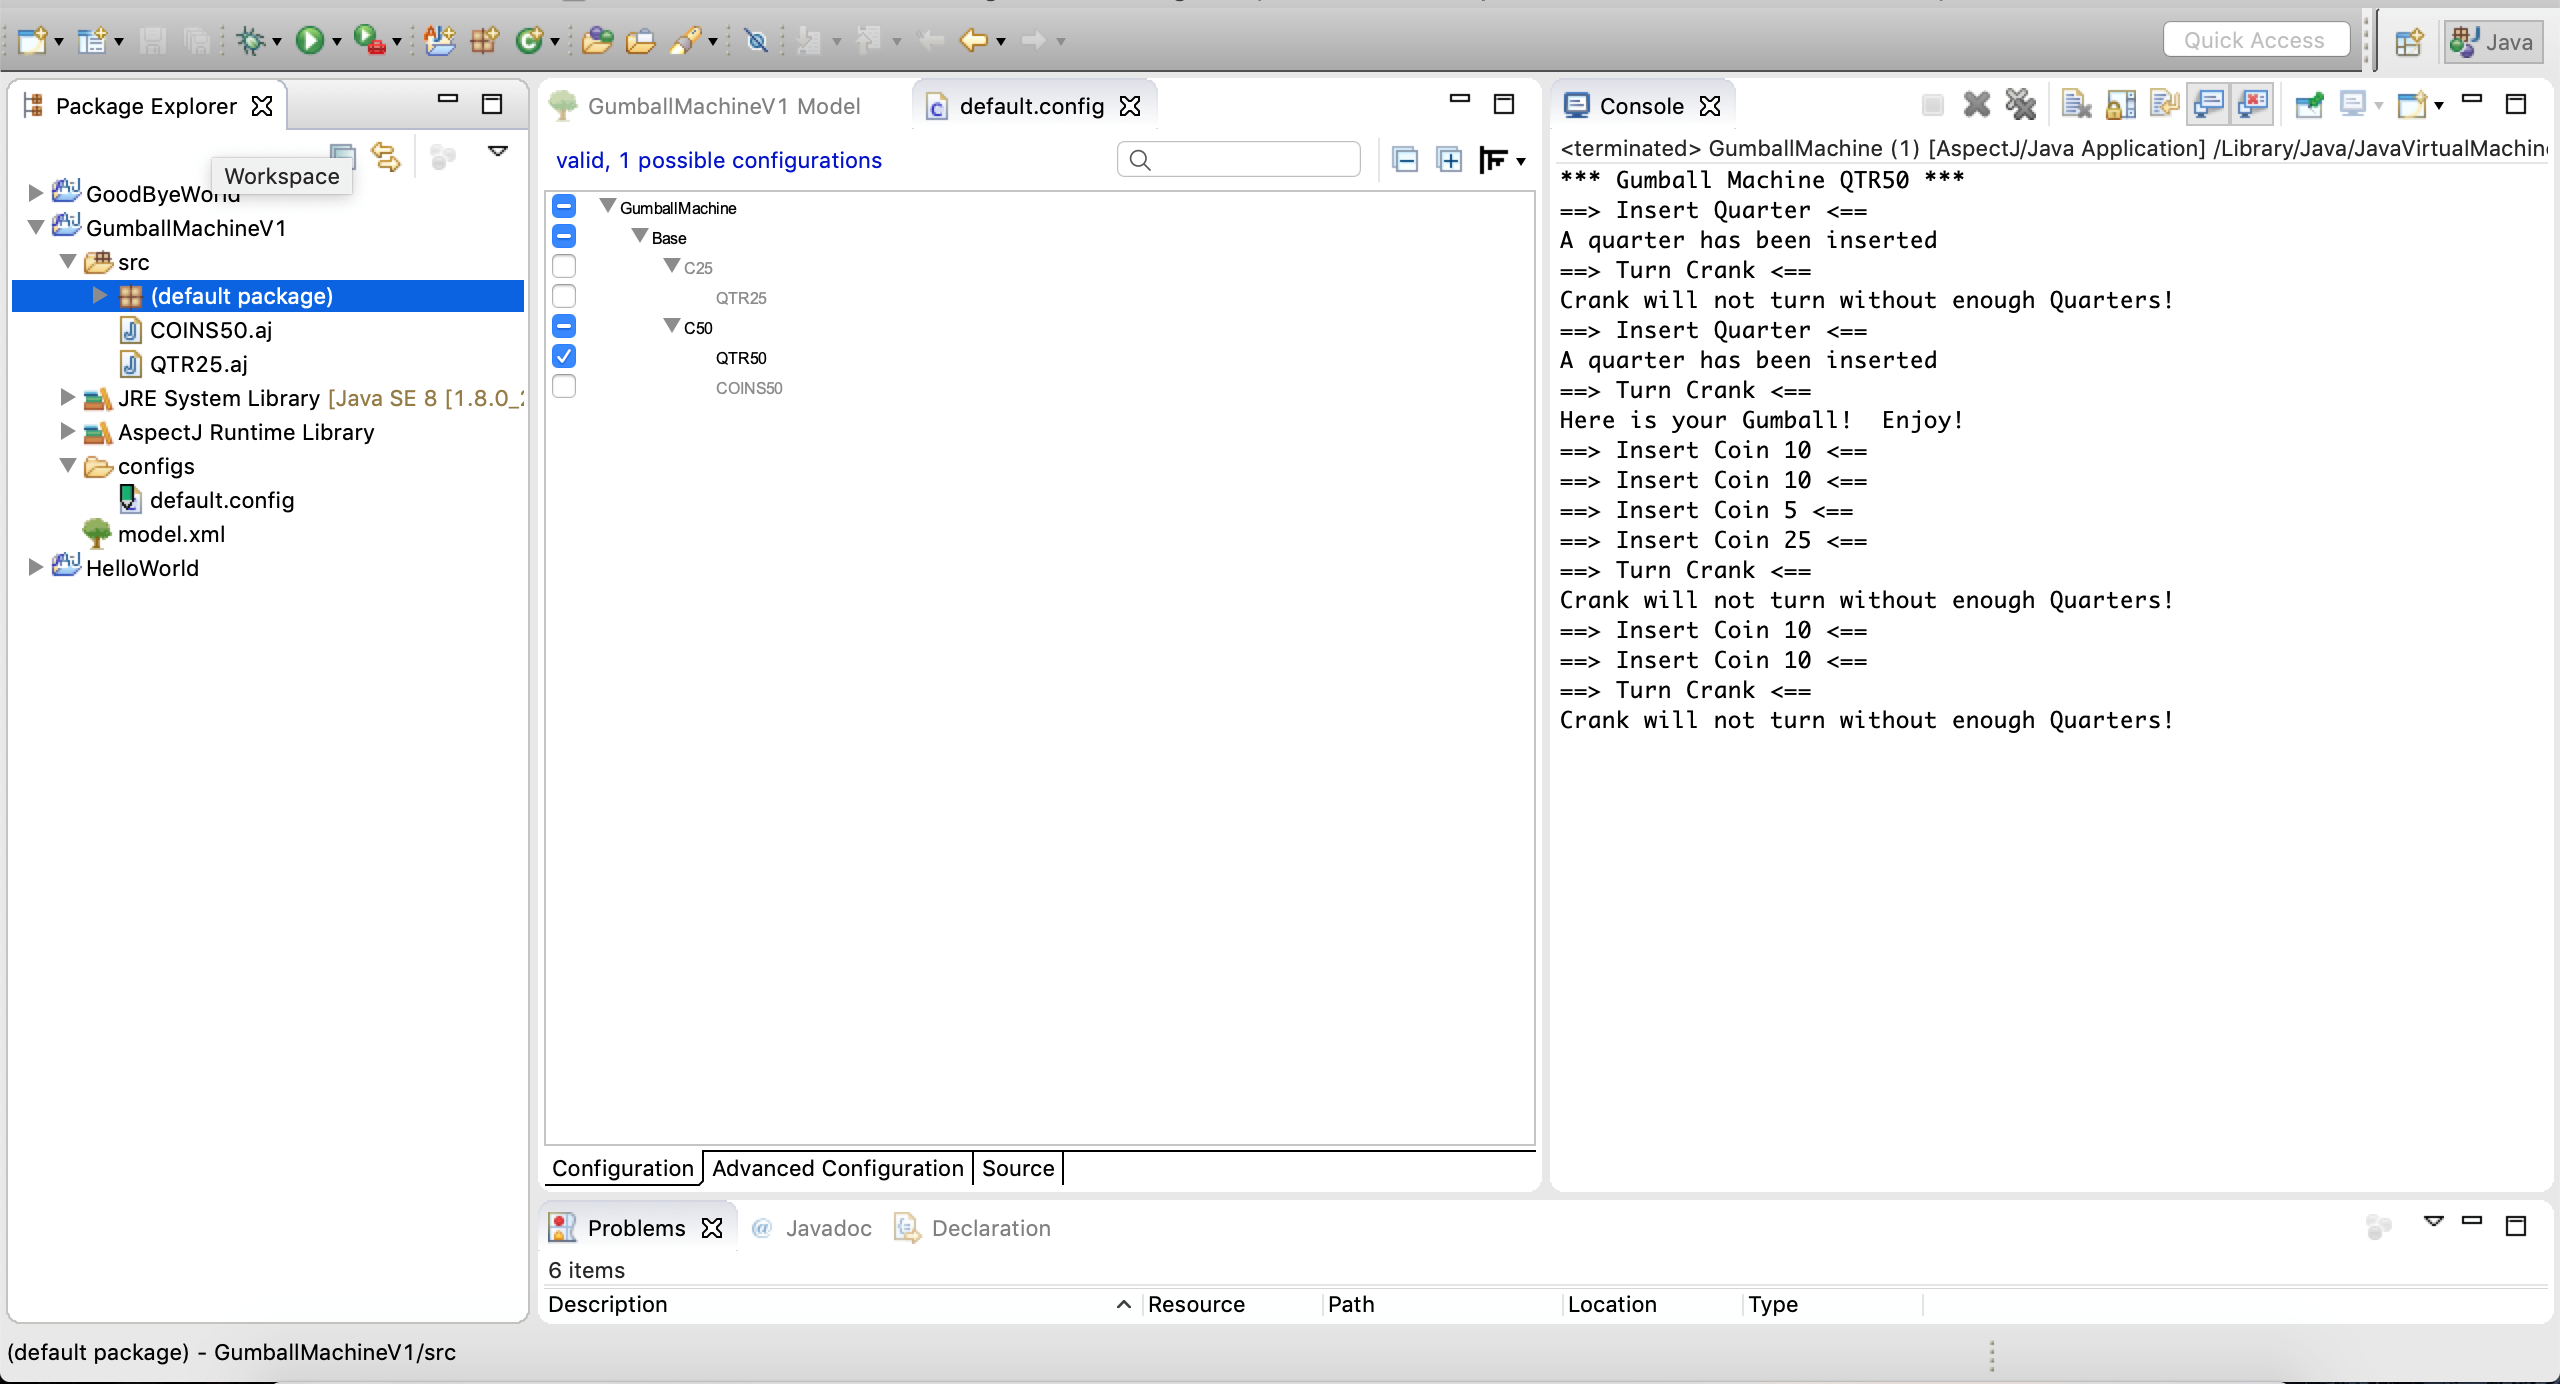 Quick Access
Java
Package Explorer
Workspace
GoodByeWorld
GumballMachineV1
src
(default package)
COINS50.aj
QTR25.aj
JRE System Library [Java SE 8 [1.8.0_
AspectJ Runtime Library
configs
default.config
model.xml
HelloWorld
GumballMachineV1 Model
default.config
valid, 1 possible configurations
GumballMachine
Base
C25
QTR25
C50
QTR50
COINS50
Configuration
Advanced Configuration
Source
Console
<terminated> GumballMachine (1) [AspectJ/Java Application] /Library/Java/JavaVirtualMachin
*** Gumball Machine QTR50 ***
==> Insert Quarter <==
A quarter has been inserted
==> Turn Crank <==
Crank will not turn without enough Quarters!
==> Insert Quarter <==
A quarter has been inserted
==> Turn Crank <==
Here is your Gumball!  Enjoy!
==> Insert Coin 10 <==
==> Insert Coin 10 <==
==> Insert Coin 5 <==
==> Insert Coin 25 <==
==> Turn Crank <==
Crank will not turn without enough Quarters!
==> Insert Coin 10 <==
==> Insert Coin 10 <==
==> Turn Crank <==
Crank will not turn without enough Quarters!
Problems
@ Javadoc
Declaration
6 items
Description
Resource
Path
Location
Type
(default package) - GumballMachineV1/src